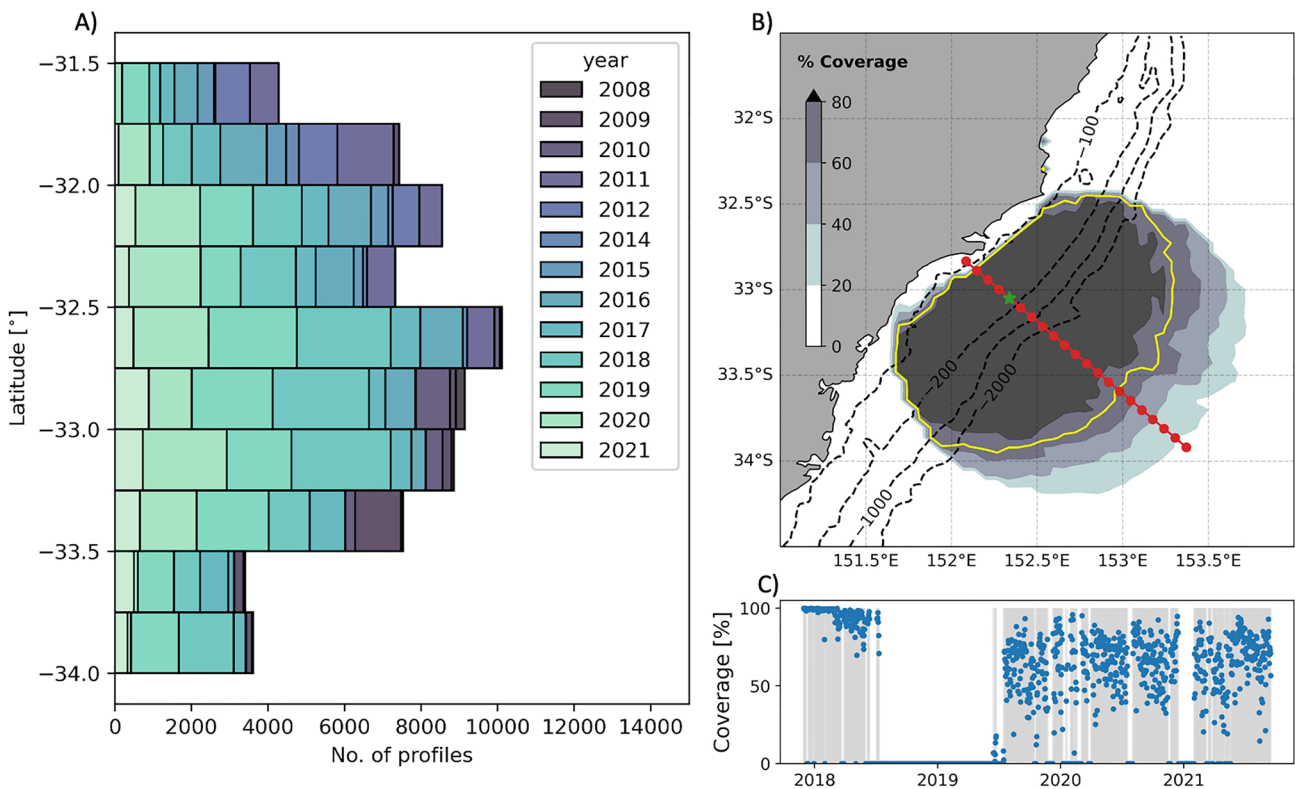 A)
−31.5
−32.0
−32.5
−33.0
−33.5
−34.0
Latitude [°]
0 2000 4000 6000 8000 10000 12000 14000
No. of profiles
year
2008
2009
2010
2011
2012
2014
2015
2016
2017
2018
2019
2020
2021
B)
% Coverage
80
60
40
20
0
32°S
32.5°S
33°S
33.5°S
34°S
−100
−200
−2000
−1000
151.5°E 152°E 152.5°E 153°E 153.5°E
C)
100
50
0
Coverage [%]
2018 2019 2020 2021